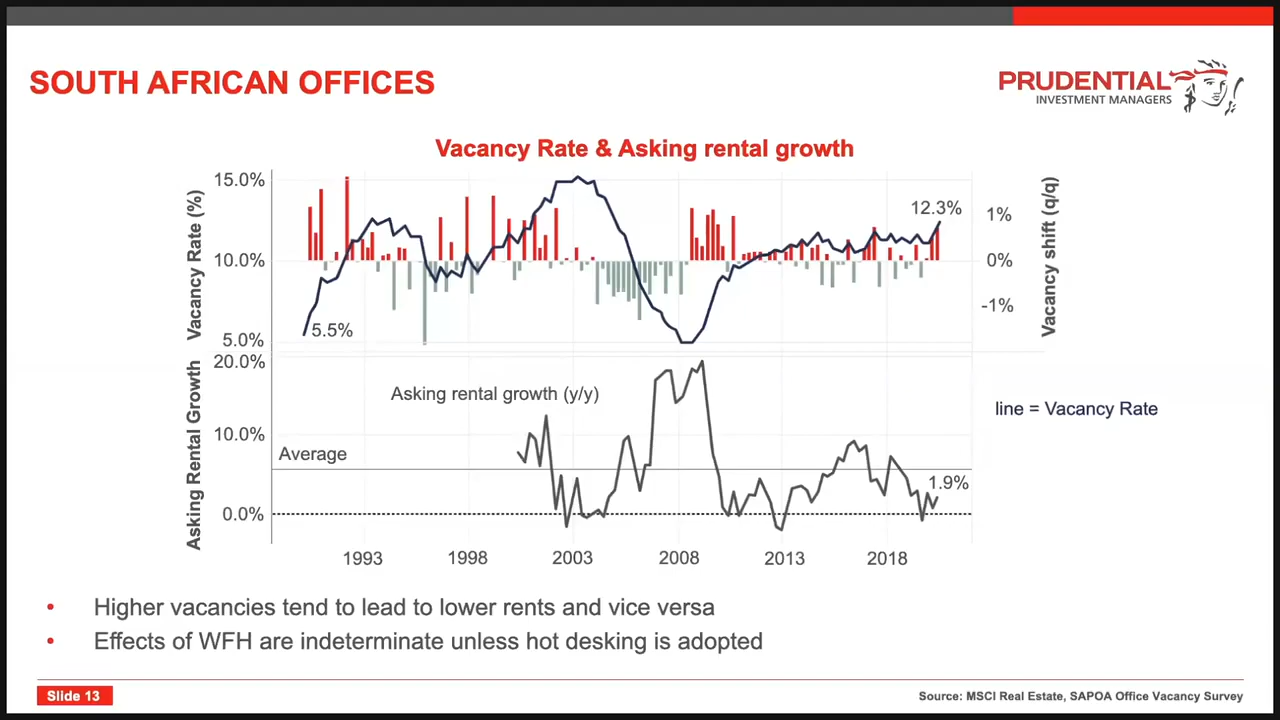 SOUTH AFRICAN OFFICES
PRUDENTIAL
INVESTMENT MANAGERS
Vacancy Rate & Asking rental growth
Vacancy Rate (%)
15.0%
10.0%
5.0%
5.5%
12.3%
1%
0%
-1%
Vacancy shift (q/q)
Asking Rental Growth
20.0%
10.0%
0.0%
Asking rental growth (y/y)
Average
1.9%
line = Vacancy Rate
1993 1998 2003 2008 2013 2018
• Higher vacancies tend to lead to lower rents and vice versa
• Effects of WFH are indeterminate unless hot desking is adopted
Slide 13
Source: MSCI Real Estate, SAPOA Office Vacancy Survey